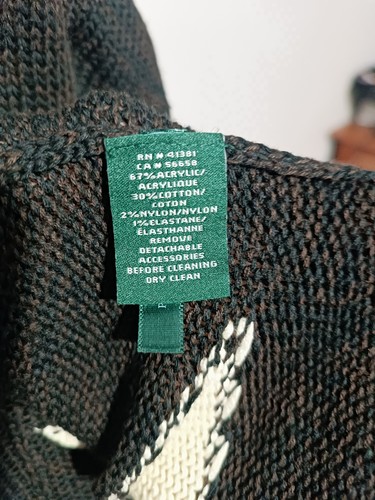 RN # 41381
CA # 56658
67% ACRYLIC/
ACRYLIQUE
30% COTTON/
COTON
2% NYLON/NYLON
1% ELASTANE/
ÉLASTHANNE
REMOVE
DETACHABLE
ACCESSORIES
BEFORE CLEANING
DRY CLEAN